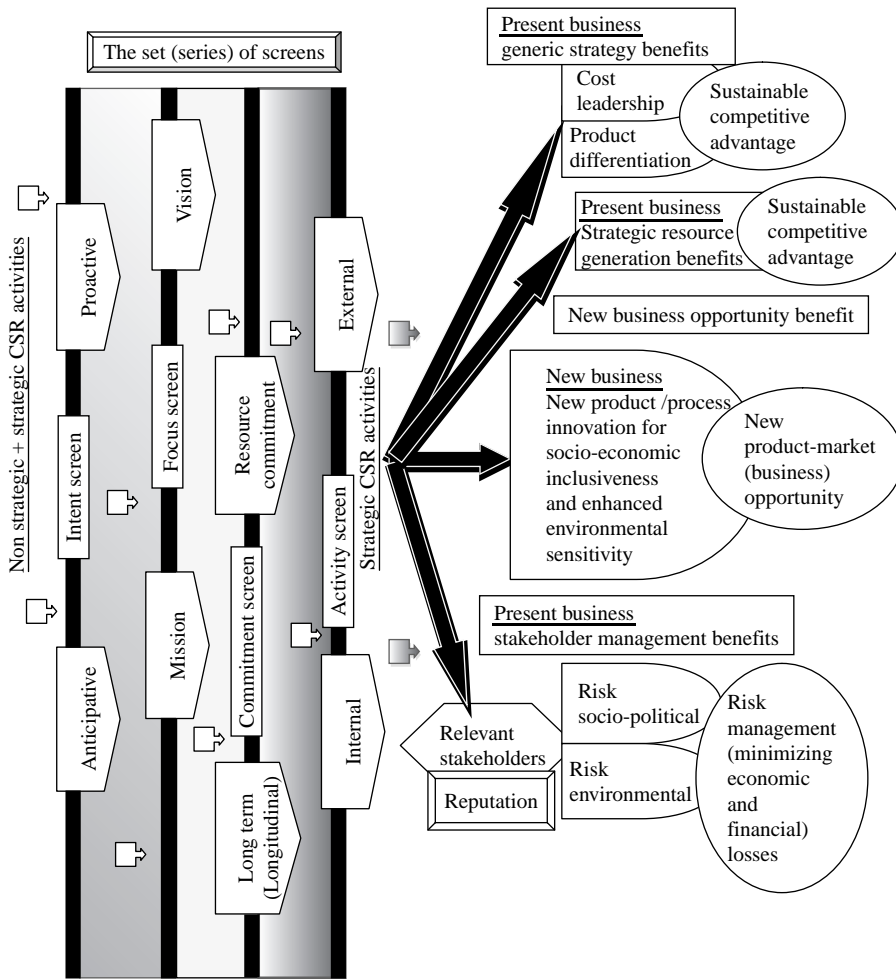 The set (series) of screens
Non strategic + strategic CSR activities
Proactive
Intent screen
Anticipative
Vision
Focus screen
Mission
Resource
commitment
Commitment screen
Long term
(Longitudinal)
External
Activity screen
Internal
Strategic CSR activities
Present business
generic strategy benefits
Cost
leadership
Product
differentiation
Sustainable
competitive
advantage
Present business
Strategic resource
generation benefits
Sustainable
competitive
advantage
New business opportunity benefit
New business
New product /process
innovation for
socio-economic
inclusiveness
and enhanced
environmental
sensitivity
New
product-market
(business)
opportunity
Present business
stakeholder management benefits
Relevant
stakeholders
Reputation
Risk
socio-political
Risk
environmental
Risk
management
(minimizing
economic
and
financial)
losses